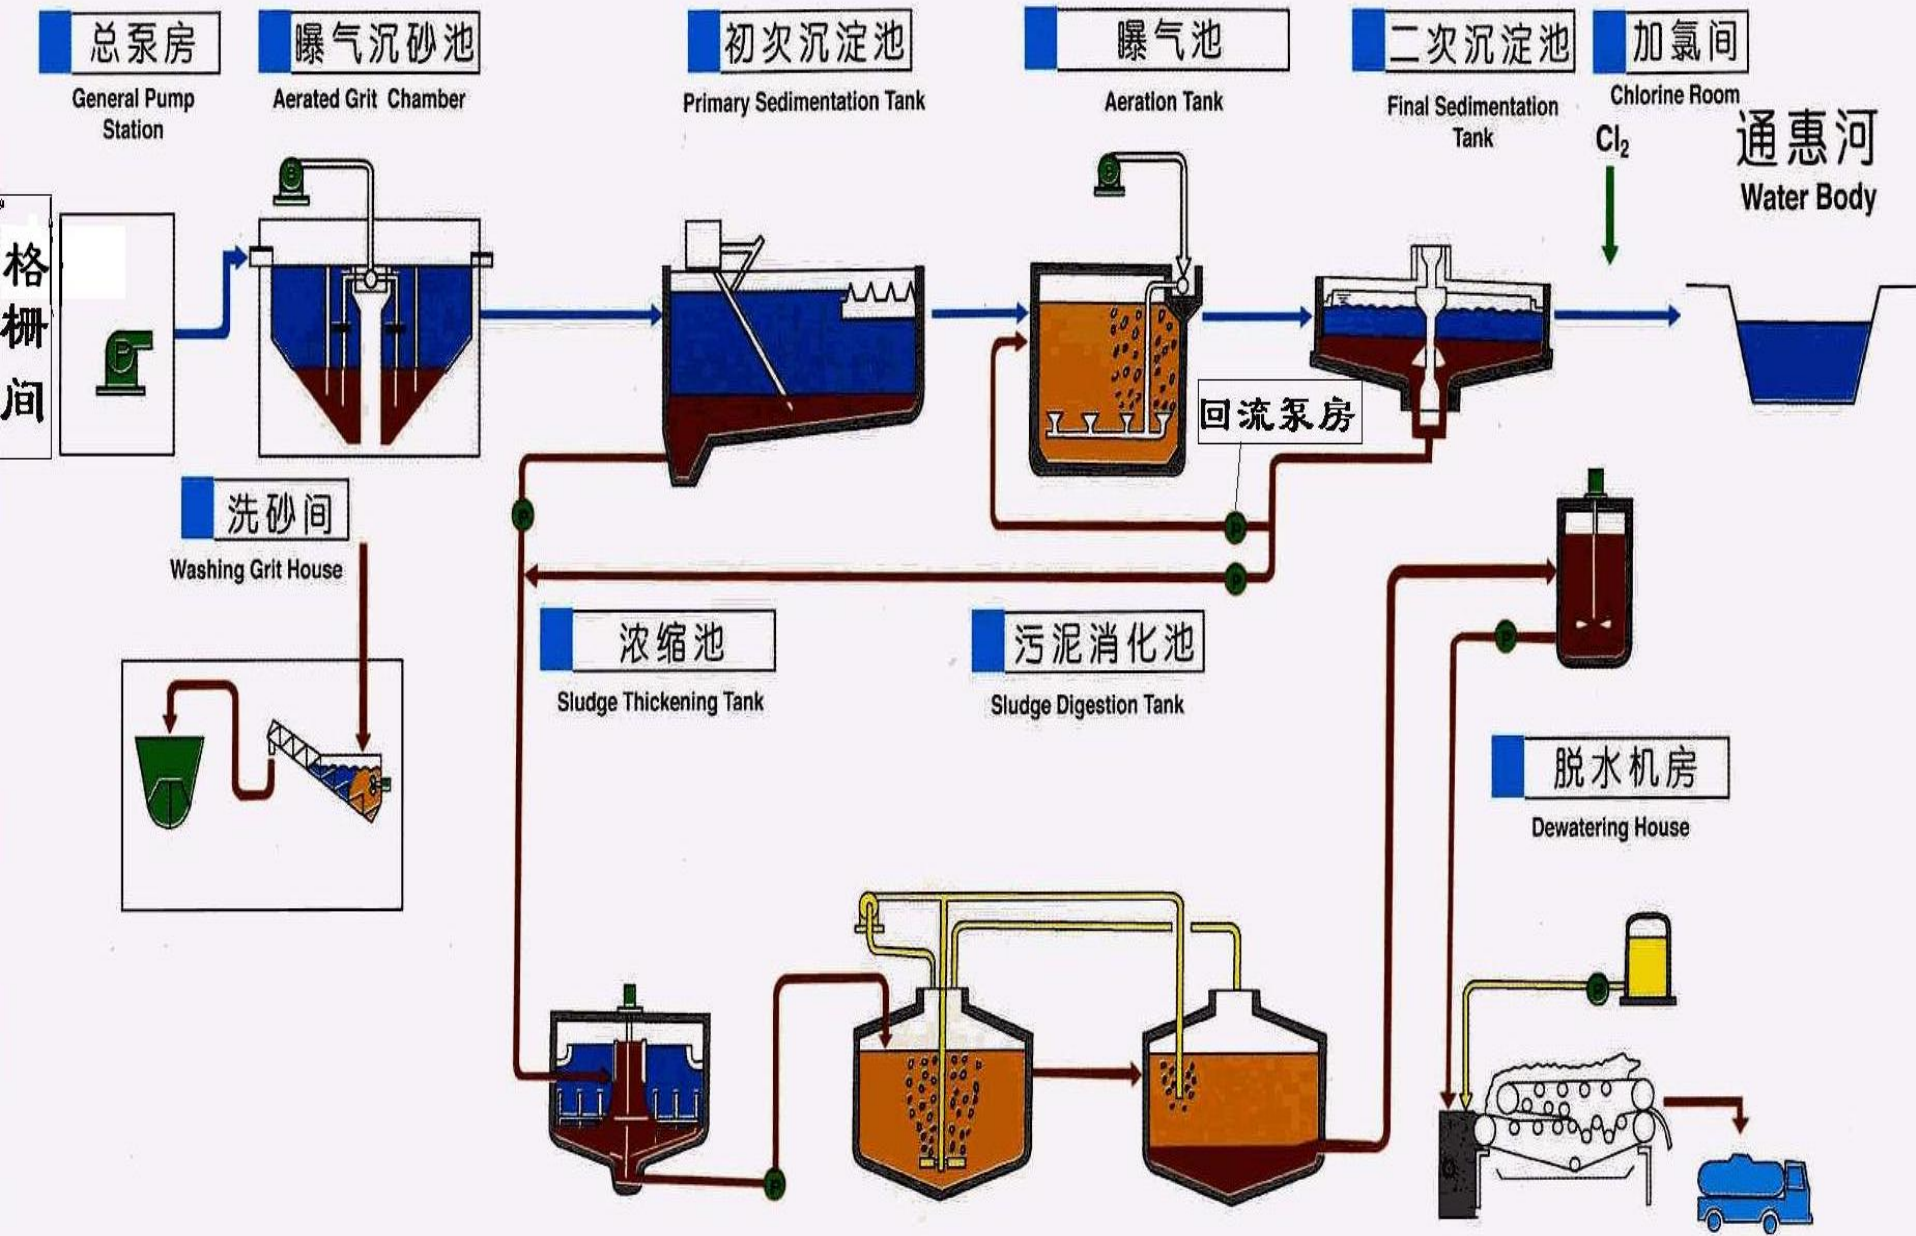 总泵房
General Pump
Station
曝气沉砂池
Aerated Grit Chamber
初次沉淀池
Primary Sedimentation Tank
曝气池
Aeration Tank
二次沉淀池
Final Sedimentation
Tank
加氯间
Chlorine Room
Cl₂
通惠河
Water Body
格栅间
P
回流泵房
洗砂间
Washing Grit House
P
P
P
P
浓缩池
Sludge Thickening Tank
污泥消化池
Sludge Digestion Tank
脱水机房
Dewatering House
P